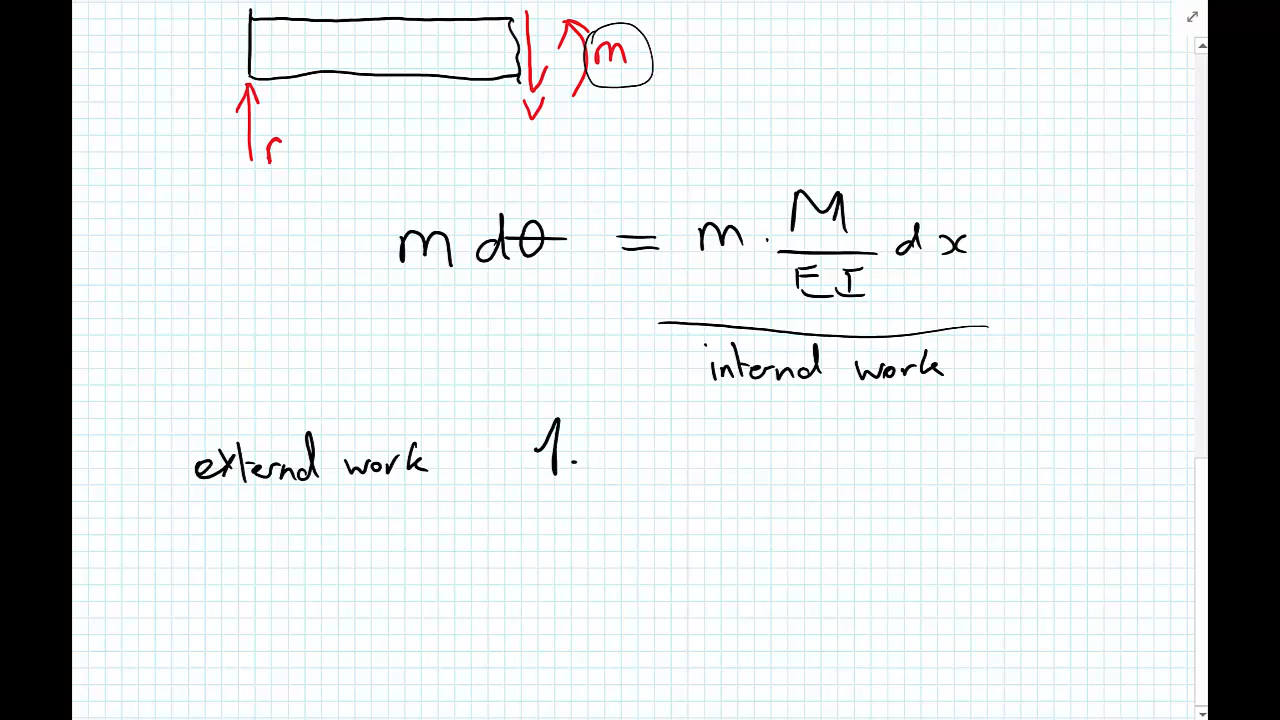 m
v
r
m dθ = m · M/EI dx
internal work
external work 1.